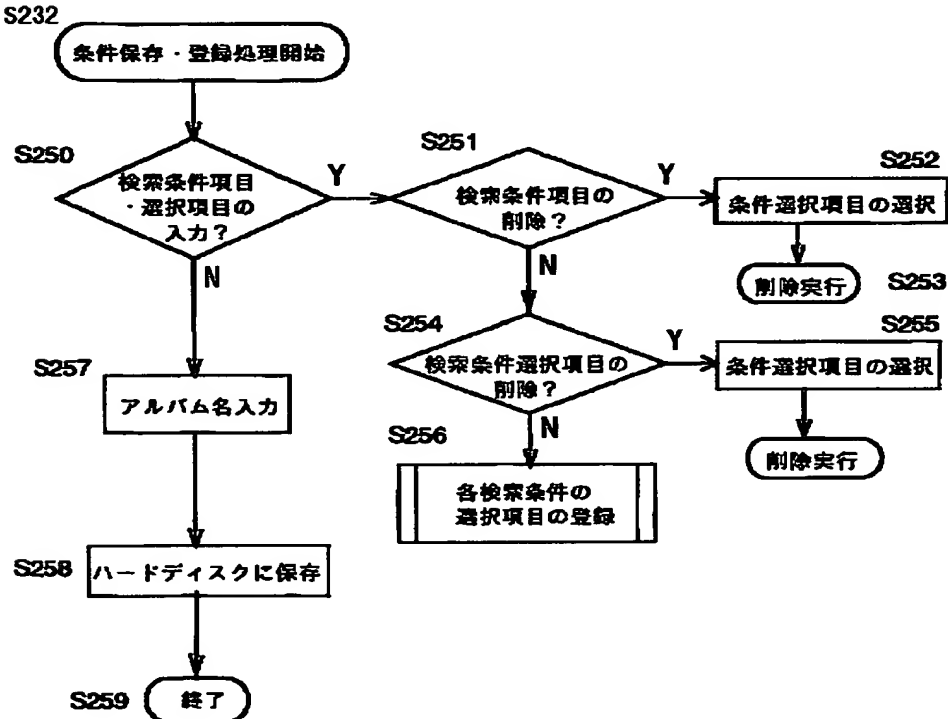 S232
条件保存・登録処理開始
S250
検索条件項目
・選択項目の
入力？
Y
N
S251
検索条件項目の
削除？
Y
N
S252
条件選択項目の選択
削除実行
S253
S254
検索条件選択項目の
削除？
Y
N
S255
条件選択項目の選択
削除実行
S256
各検索条件の
選択項目の登録
S257
アルバム名入力
S258
ハードディスクに保存
S259
終了